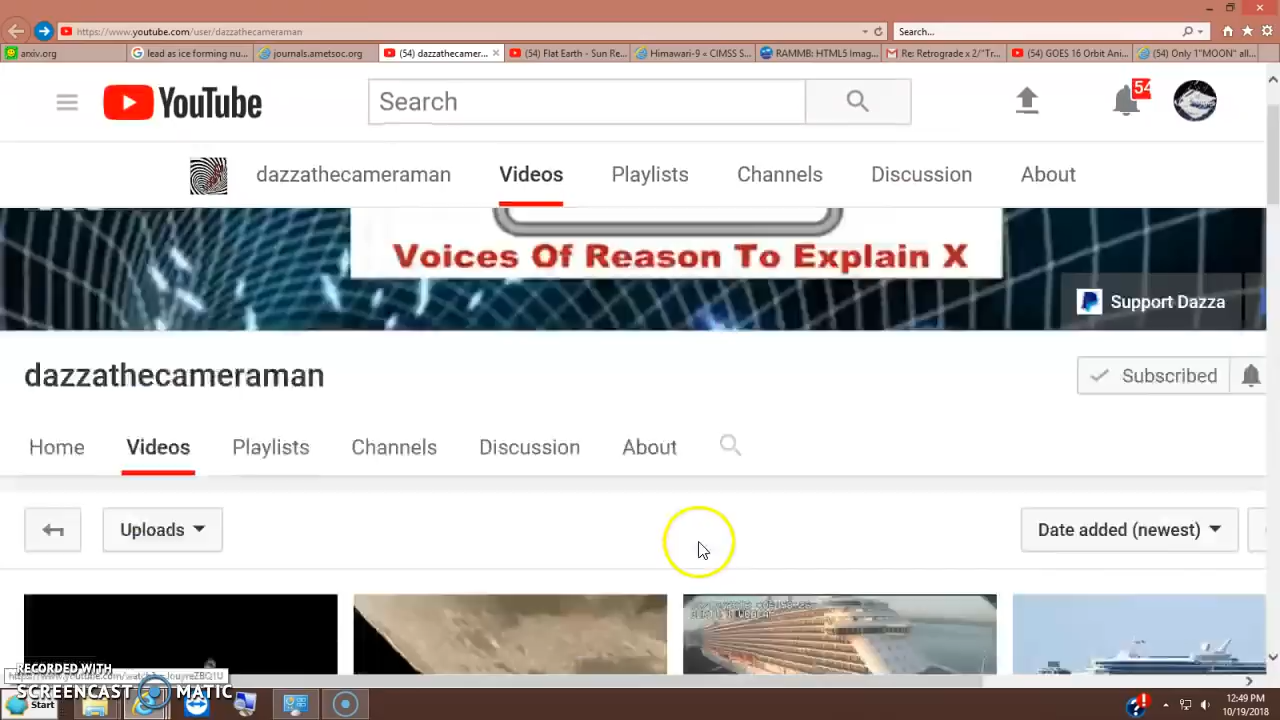 https://www.youtube.com/user/dazzathecameraman
Search...
arxiv.org
lead as ice forming nu...
journals.ametsoc.org
(54) dazzathecamer...
(54) Flat Earth - Sun Re...
Himawari-9 « CIMSS S...
RAMMB: HTML5 Imag...
Re: Retrograde x 2/"Tr...
(54) GOES 16 Orbit Ani...
(54) Only 1"MOON" all...
YouTube
Search
54
dazzathecameraman
Videos
Playlists
Channels
Discussion
About
Voices Of Reason To Explain X
Support Dazza
dazzathecameraman
Subscribed
Home
Videos
Playlists
Channels
Discussion
About
Uploads
Date added (newest)
RECORDED WITH
SCREENCAST MATIC
Start
12:49 PM
10/19/2018